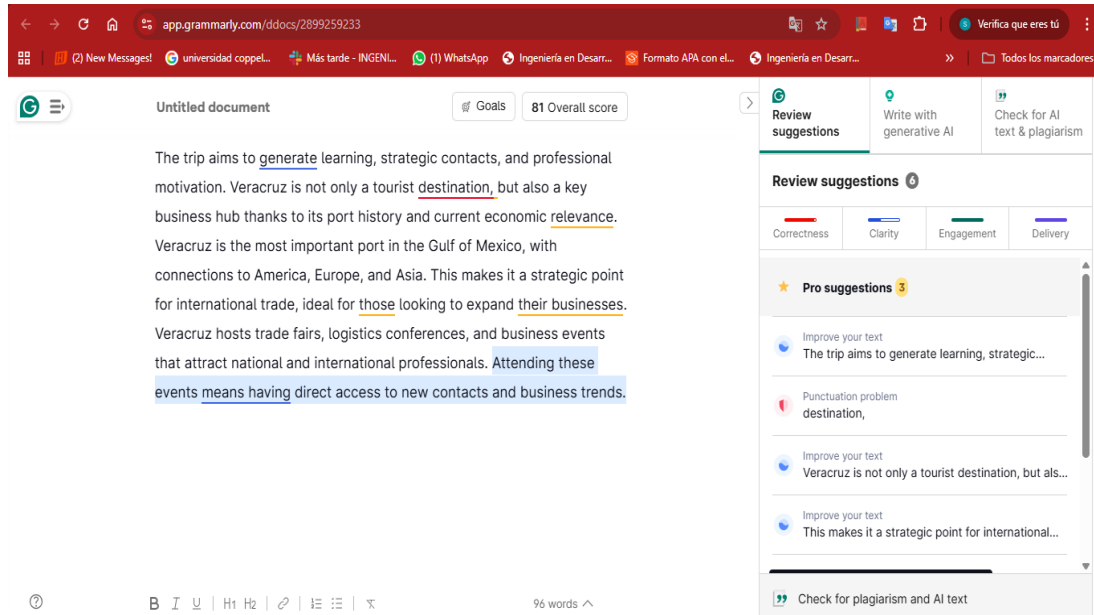 app.grammarly.com/ddocs/2899259233
S Verifica que eres tú
(2) New Messages! universidad coppel... Más tarde - INGENI... (1) WhatsApp Ingeniería en Desarr... Formato APA con el... Ingeniería en Desarr... » Todos los marcadores
Untitled document
Goals
81 Overall score
The trip aims to generate learning, strategic contacts, and professional
motivation. Veracruz is not only a tourist destination, but also a key
business hub thanks to its port history and current economic relevance.
Veracruz is the most important port in the Gulf of Mexico, with
connections to America, Europe, and Asia. This makes it a strategic point
for international trade, ideal for those looking to expand their businesses.
Veracruz hosts trade fairs, logistics conferences, and business events
that attract national and international professionals. Attending these
events means having direct access to new contacts and business trends.
B I U H1 H2
96 words
Review
suggestions
Write with
generative AI
Check for AI
text & plagiarism
Review suggestions 6
Correctness Clarity Engagement Delivery
Pro suggestions 3
Improve your text
The trip aims to generate learning, strategic...
Punctuation problem
destination,
Improve your text
Veracruz is not only a tourist destination, but als...
Improve your text
This makes it a strategic point for international...
Check for plagiarism and AI text